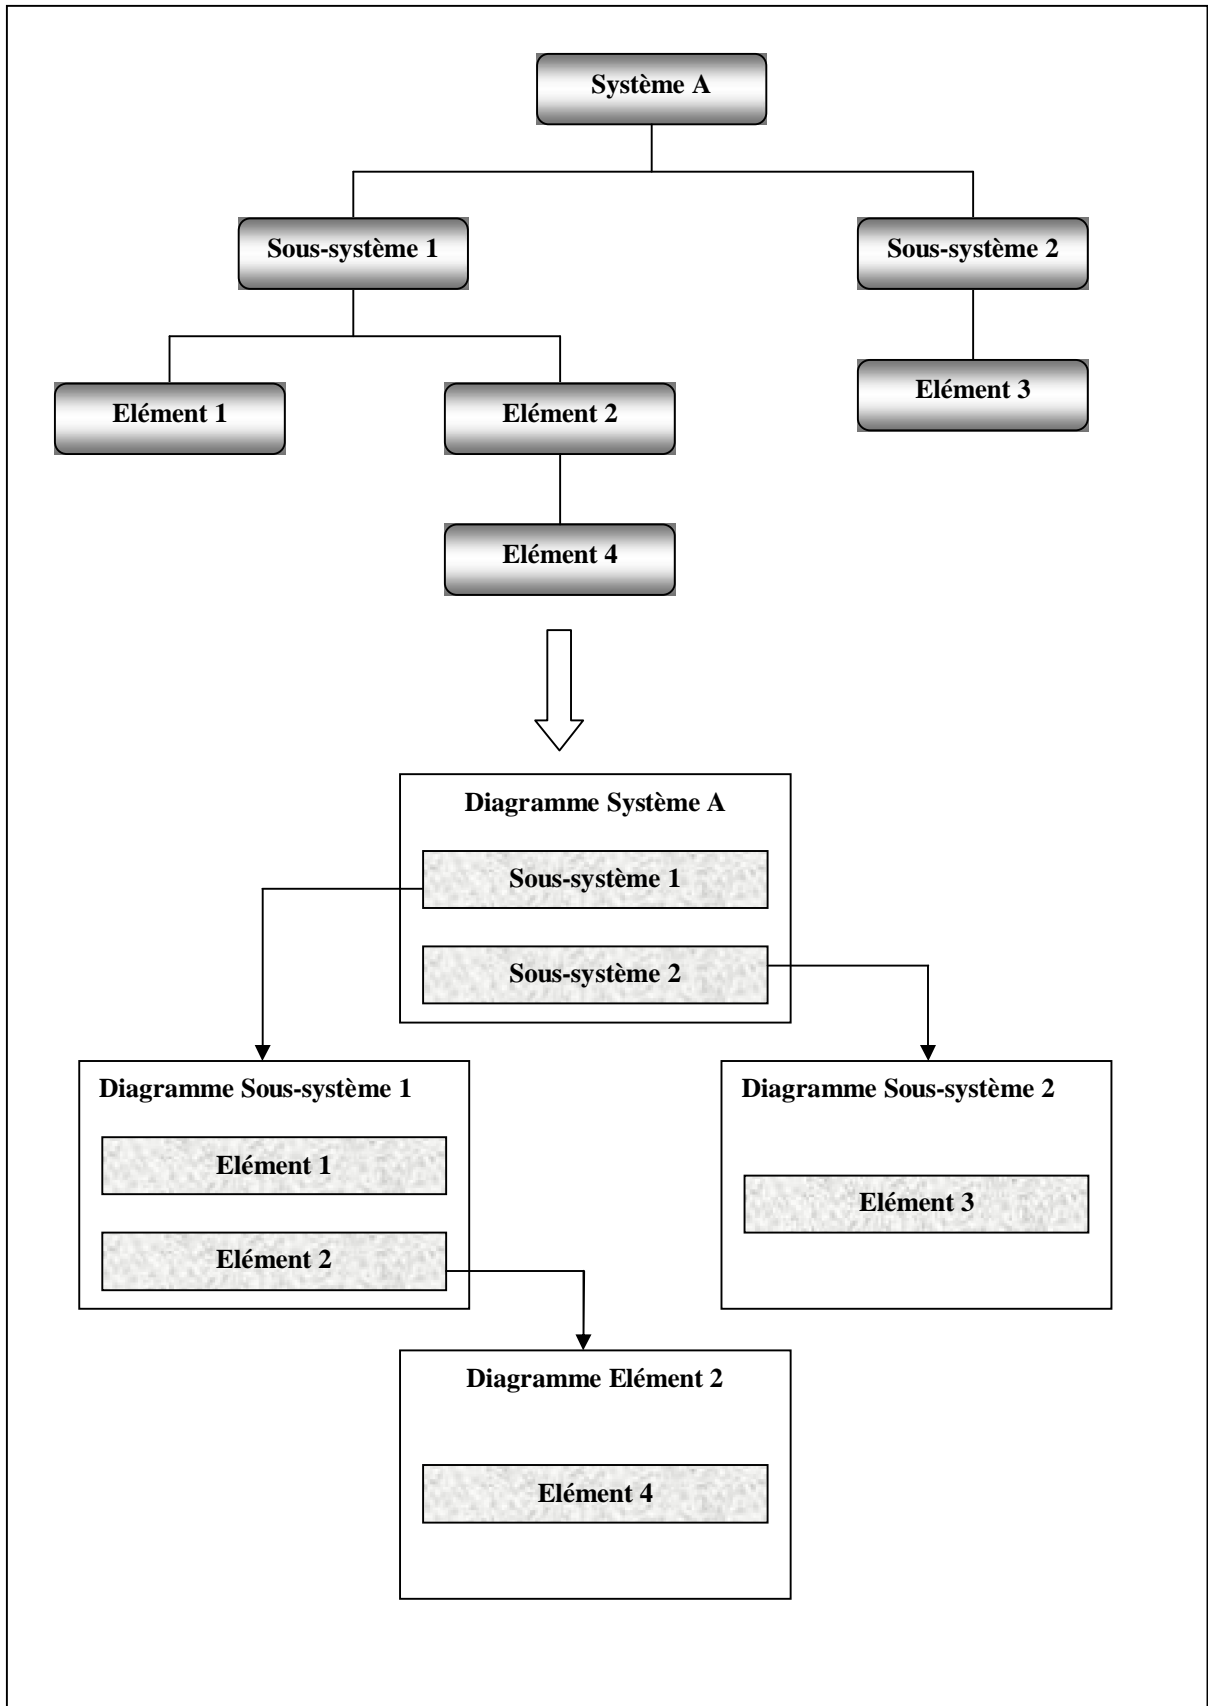 Système A
Sous-système 1
Sous-système 2
Elément 1
Elément 2
Elément 3
Elément 4
Diagramme Système A
Sous-système 1
Sous-système 2
Diagramme Sous-système 1
Elément 1
Elément 2
Diagramme Sous-système 2
Elément 3
Diagramme Elément 2
Elément 4